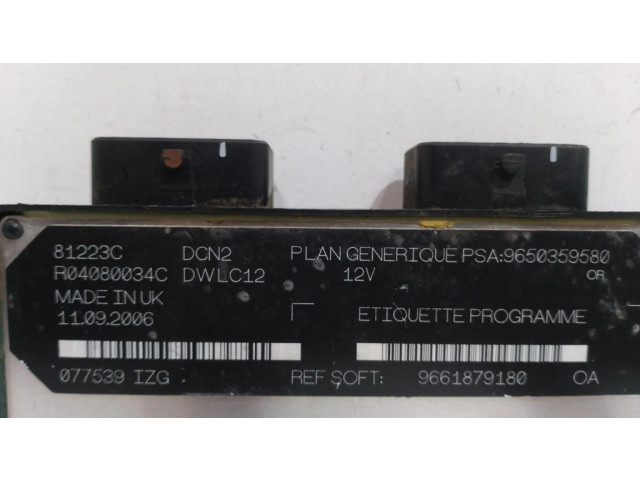 81223C DCN2 PLAN GENERIQUE PSA:9650359580
R04080034C DWLC12 12V OR
MADE IN UK
11.09.2006 ETIQUETTE PROGRAMME
077539 IZG REF SOFT: 9661879180 OA